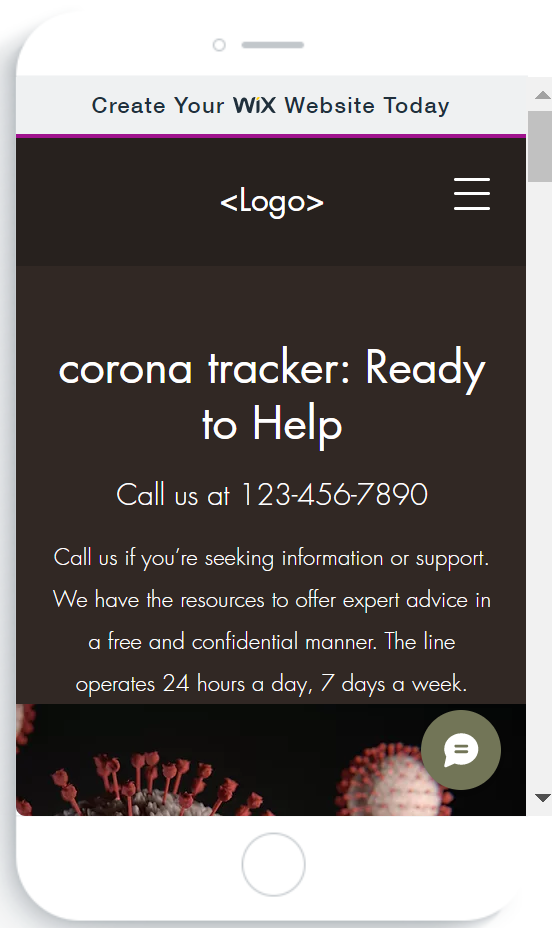 Create Your WiX Website Today
<Logo>
corona tracker: Ready
to Help
Call us at 123-456-7890
Call us if you’re seeking information or support.
We have the resources to offer expert advice in
a free and confidential manner. The line
operates 24 hours a day, 7 days a week.